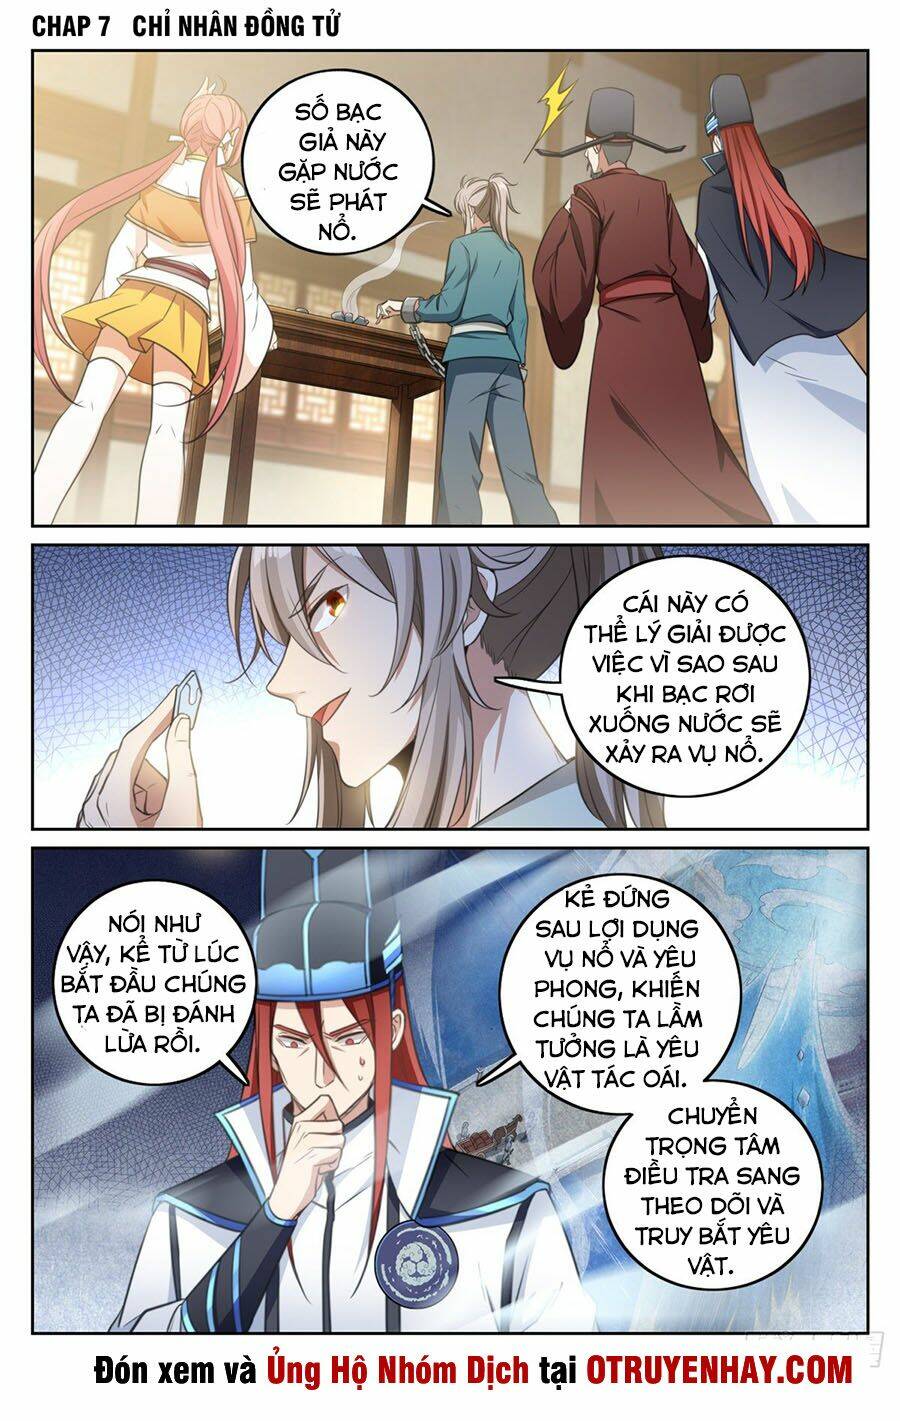 CHAP 7 CHỈ NHÂN ĐỒNG TỬ
SỐ BẠC
GIẢ NÀY
GẶP NƯỚC
SẼ PHÁT
NỔ.
CÁI NÀY CÓ
THỂ LÝ GIẢI ĐƯỢC
VIỆC VÌ SAO SAU
KHI BẠC RƠI
XUỐNG NƯỚC SẼ
XẢY RA VỤ NỔ.
NÓI NHƯ
VẬY, KỂ TỪ LÚC
BẮT ĐẦU CHÚNG
TA ĐÃ BỊ ĐÁNH
LỪA RỒI.
KẺ ĐỨNG
SAU LỢI DỤNG
VỤ NỔ VÀ YÊU
PHONG, KHIẾN
CHÚNG TA LẦM
TƯỞNG LÀ YÊU
VẬT TÁC OÁI.
CHUYỂN
TRỌNG TÂM
ĐIỀU TRA SANG
THEO DÕI VÀ
TRUY BẮT YÊU
VẬT.
Đón xem và Ủng Hộ Nhóm Dịch tại OTRUYENHAY.COM